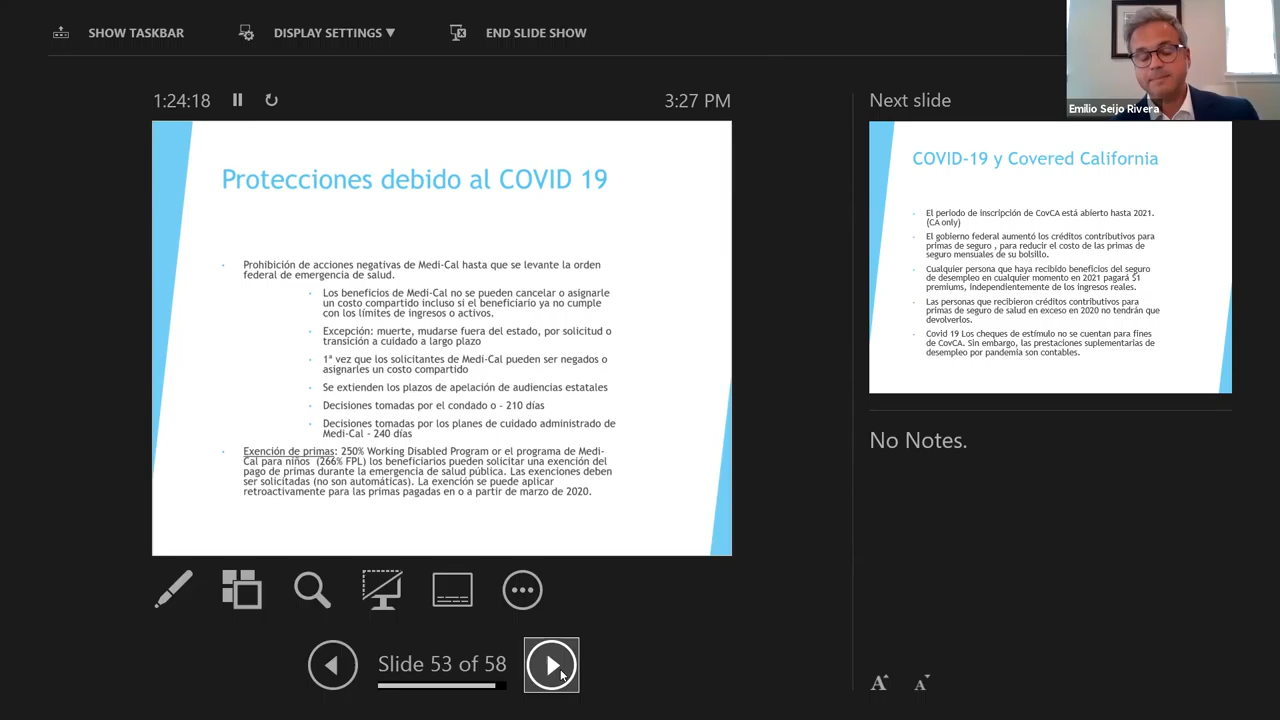 SHOW TASKBAR
DISPLAY SETTINGS ▼
END SLIDE SHOW
Emilio Seijo Rivera
1:24:18
3:27 PM
Protecciones debido al COVID 19
Prohibición de acciones negativas de Medi-Cal hasta que se levante la orden
federal de emergencia de salud.
Los beneficios de Medi-Cal no se pueden cancelar o asignarle
un costo compartido incluso si el beneficiario ya no cumple
con los límites de ingresos o activos.
Excepción: muerte, mudarse fuera del estado, por solicitud o
transición a cuidado a largo plazo
1ª vez que los solicitantes de Medi-Cal pueden ser negados o
asignarles un costo compartido
Se extienden los plazos de apelación de audiencias estatales
Decisiones tomadas por el condado o - 210 días
Decisiones tomadas por los planes de cuidado administrado de
Medi-Cal - 240 días
Exención de primas: 250% Working Disabled Program or el programa de Medi-
Cal para niños (266% FPL) los beneficiarios pueden solicitar una exención del
pago de primas durante la emergencia de salud pública. Las exenciones deben
ser solicitadas (no son automáticas). La exención se puede aplicar
retroactivamente para las primas pagadas en o a partir de marzo de 2020.
Slide 53 of 58
Next slide
COVID-19 y Covered California
El periodo de inscripción de CovCA está abierto hasta 2021.
(CA only)
El gobierno federal aumentó los créditos contributivos para
primas de seguro , para reducir el costo de las primas de
seguro mensuales de su bolsillo.
Cualquier persona que haya recibido beneficios del seguro
de desempleo en cualquier momento en 2021 pagará $1
premiums, independientemente de los ingresos reales.
Las personas que recibieron créditos contributivos para
primas de seguro de salud en exceso en 2020 no tendrán que
devolverlos.
Covid 19 Los cheques de estímulo no se cuentan para fines
de CovCA. Sin embargo, las prestaciones suplementarias de
desempleo por pandemia son contables.
No Notes.
A A